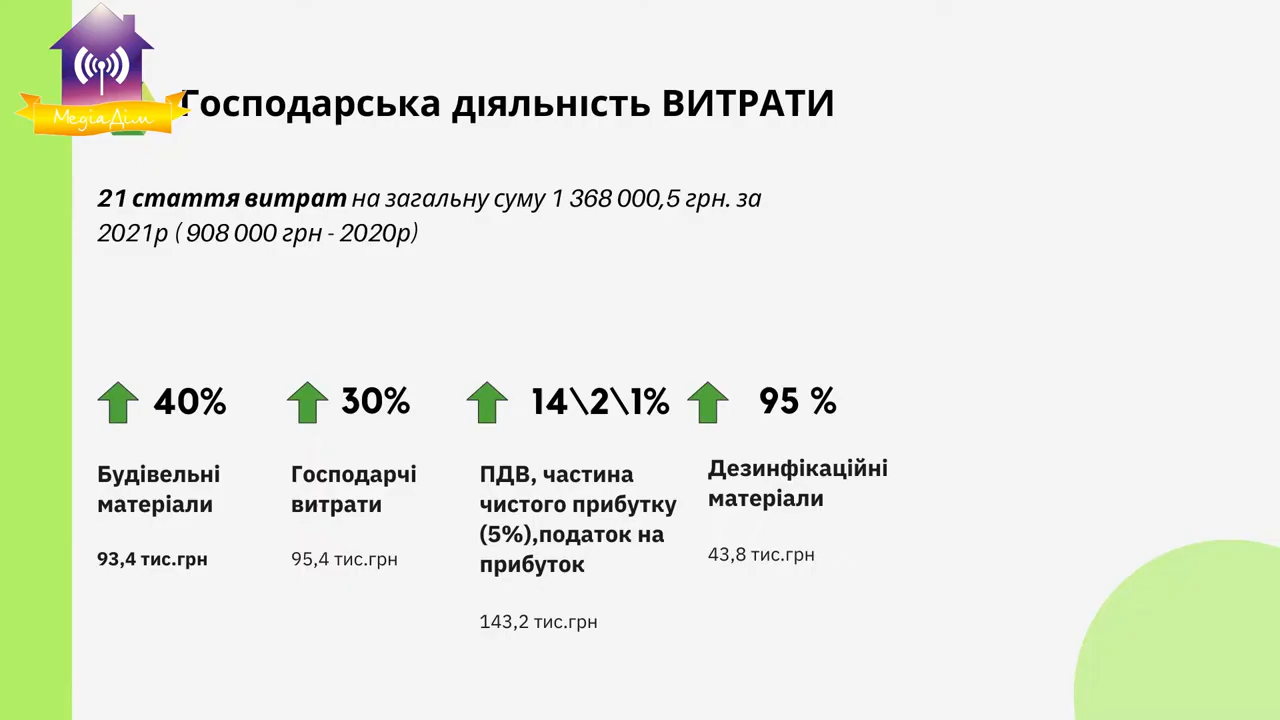 МедіаДім
Господарська діяльність ВИТРАТИ
21 стаття витрат на загальну суму 1 368 000,5 грн. за
2021р ( 908 000 грн - 2020р)
40%
30%
14\2\1%
95 %
Будівельні
матеріали
93,4 тис.грн
Господарчі
витрати
95,4 тис.грн
ПДВ, частина
чистого прибутку
(5%),податок на
прибуток
143,2 тис.грн
Дезинфікаційні
матеріали
43,8 тис.грн